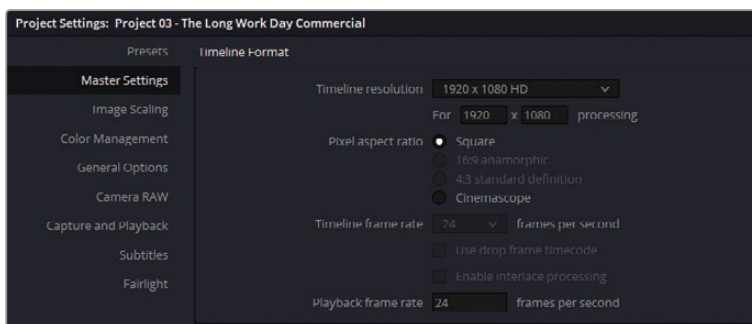 Project Settings: Project 03 - The Long Work Day Commercial
Presets
Master Settings
Image Scaling
Color Management
General Options
Camera RAW
Capture and Playback
Subtitles
Fairlight
Timeline Format
Timeline resolution 1920 x 1080 HD
For 1920 x 1080 processing
Pixel aspect ratio Square
16:9 anamorphic
4:3 standard definition
Cinemascope
Timeline frame rate 24 frames per second
Use drop frame timecode
Enable interlace processing
Playback frame rate 24 frames per second